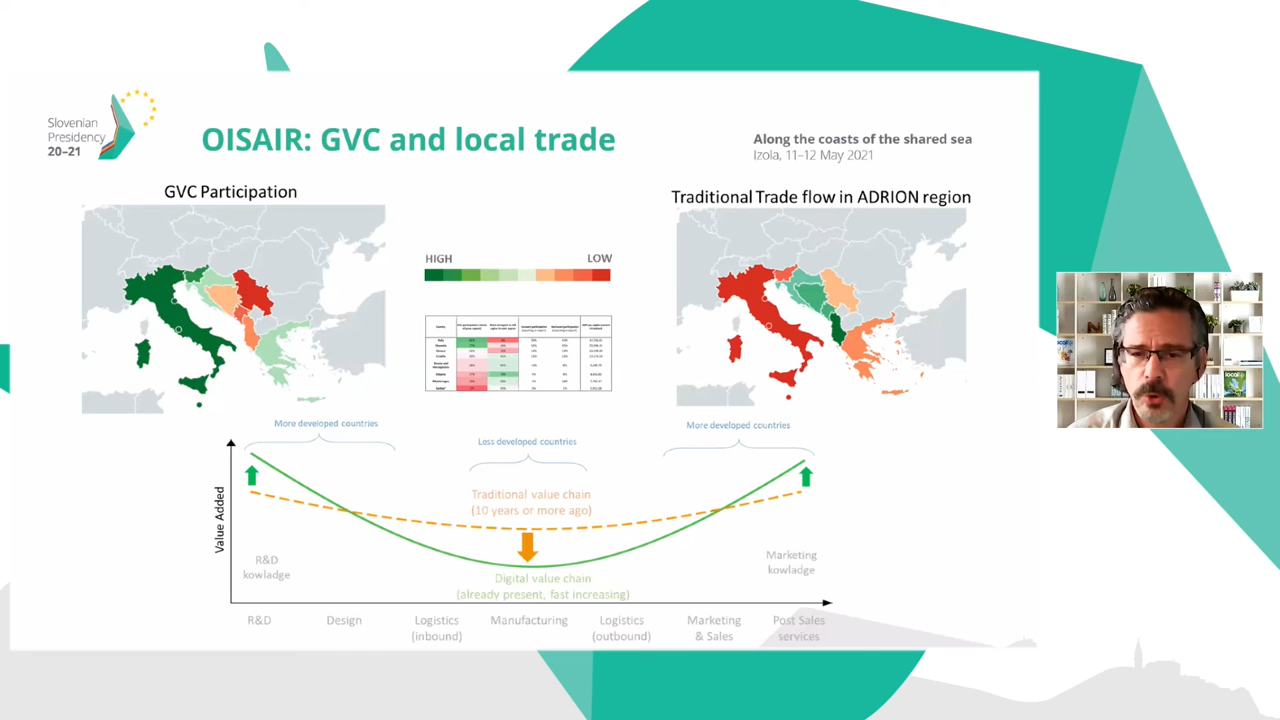 Slovenian
Presidency
20–21
OISAIR: GVC and local trade
Along the coasts of the shared sea
Izola, 11–12 May 2021
GVC Participation
Traditional Trade flow in ADRION region
HIGH
LOW
More developed countries
Less developed countries
More developed countries
Value Added
Traditional value chain
(10 years or more ago)
R&D
kowladge
Marketing
kowladge
Digital value chain
(already present, fast increasing)
R&D
Design
Logistics
(inbound)
Manufacturing
Logistics
(outbound)
Marketing
& Sales
Post Sales
services
local